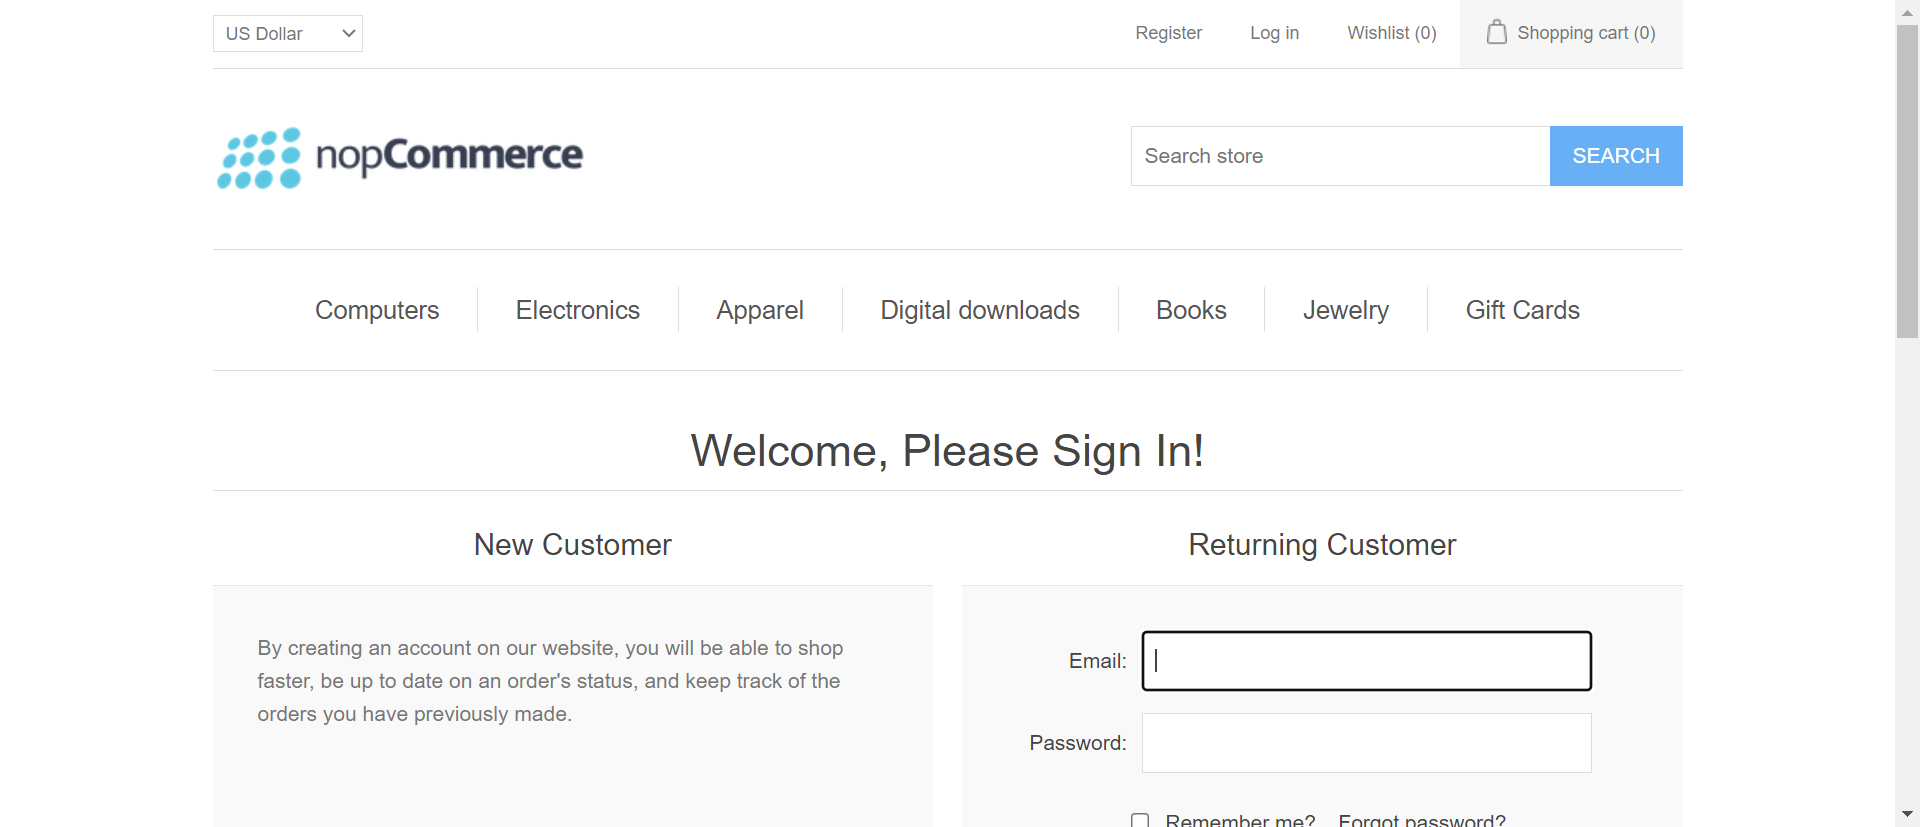 US Dollar
Register
Log in
Wishlist (0)
Shopping cart (0)
nopCommerce
Search store
SEARCH
Computers
Electronics
Apparel
Digital downloads
Books
Jewelry
Gift Cards
Welcome, Please Sign In!
New Customer
By creating an account on our website, you will be able to shop
faster, be up to date on an order's status, and keep track of the
orders you have previously made.
Returning Customer
Email:
Password:
Remember me?
Forgot password?